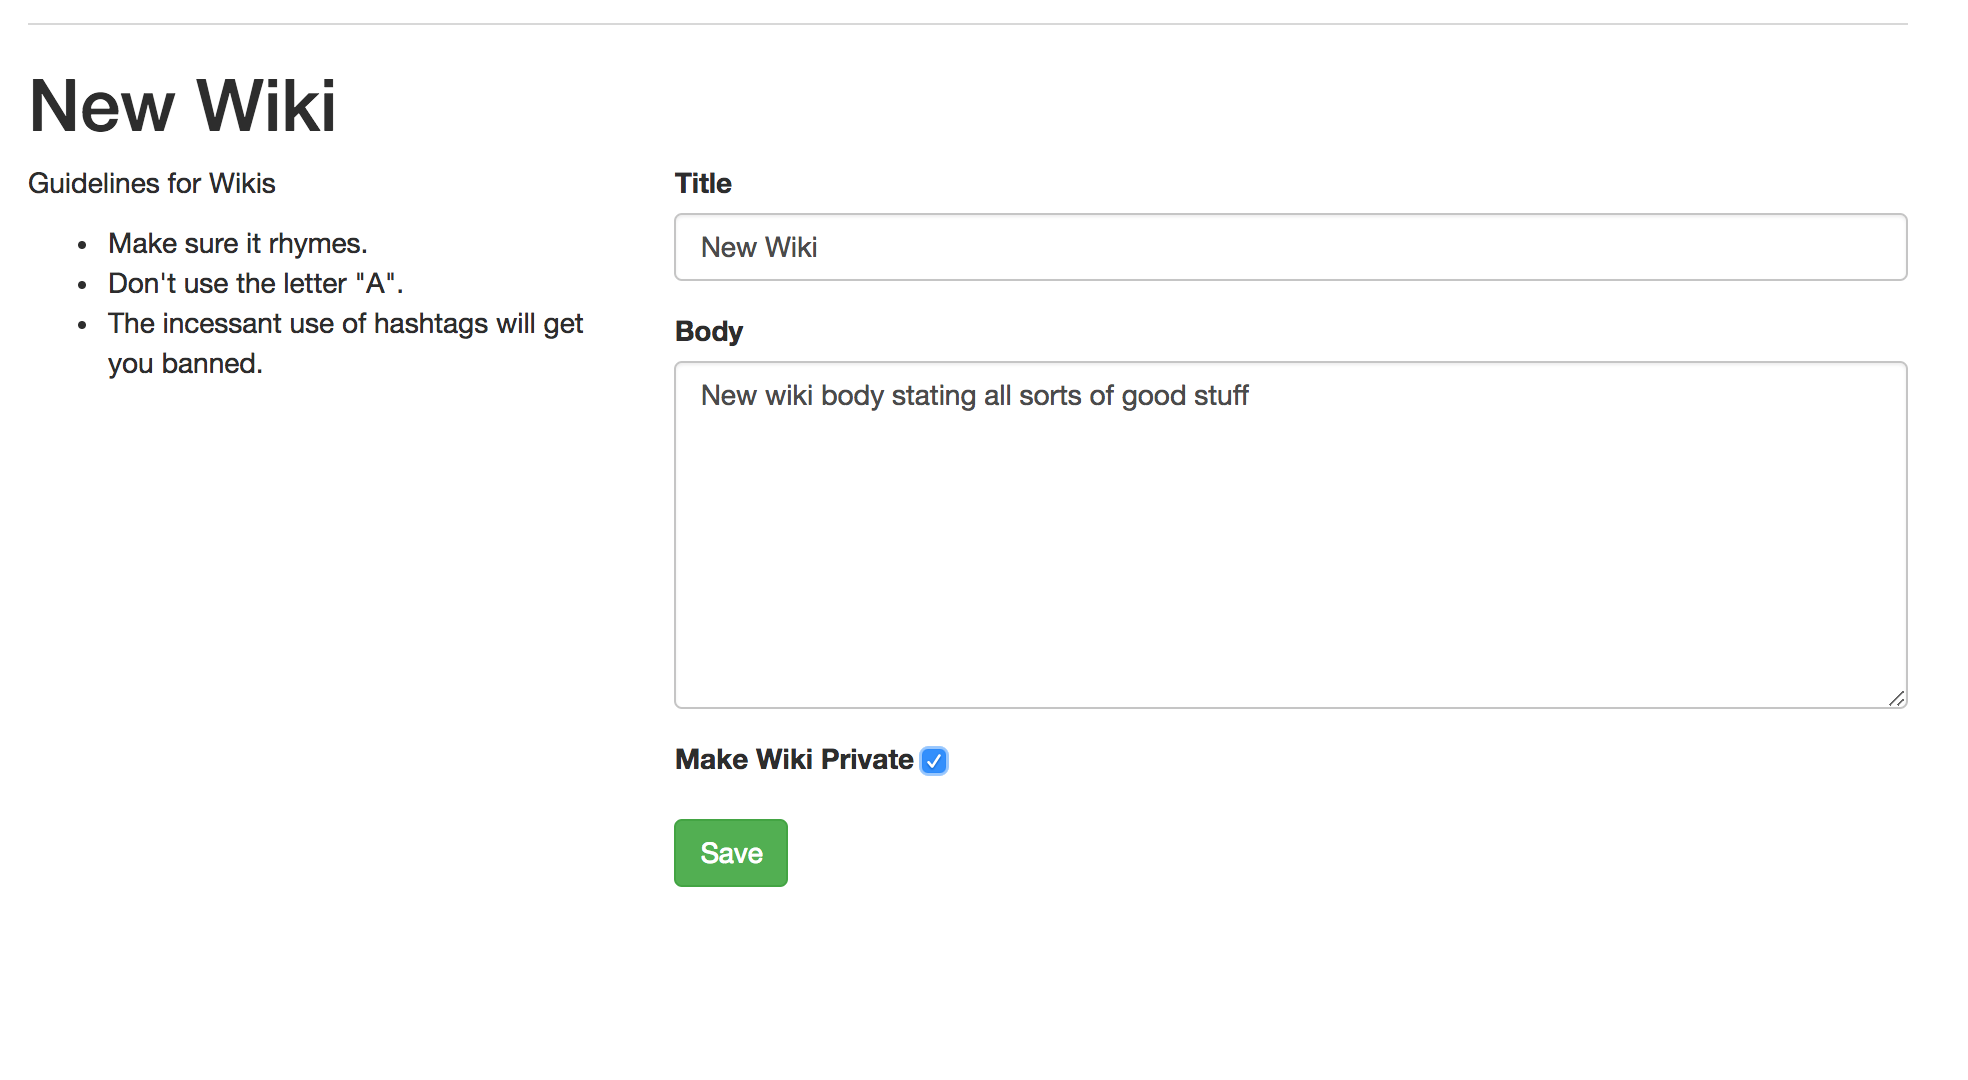 New Wiki
Guidelines for Wikis
Make sure it rhymes.
Don't use the letter "A".
The incessant use of hashtags will get
you banned.
Title
New Wiki
Body
New wiki body stating all sorts of good stuff
Make Wiki Private
Save